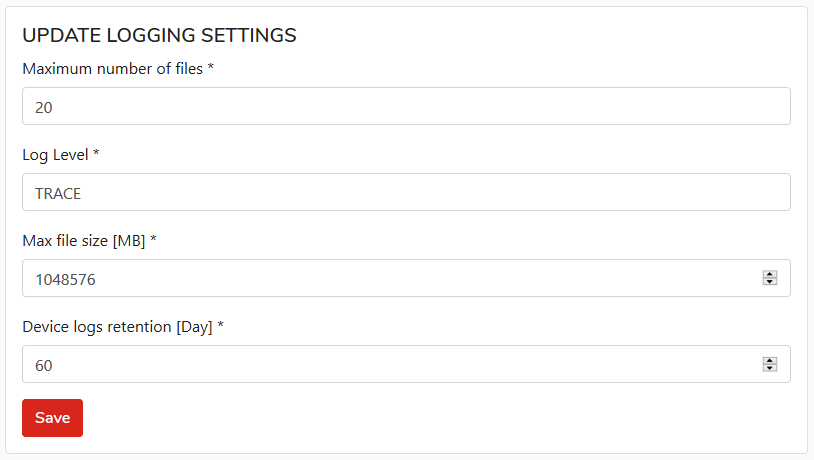 UPDATE LOGGING SETTINGS
Maximum number of files *
20
Log Level *
TRACE
Max file size [MB] *
1048576
Device logs retention [Day] *
60
Save